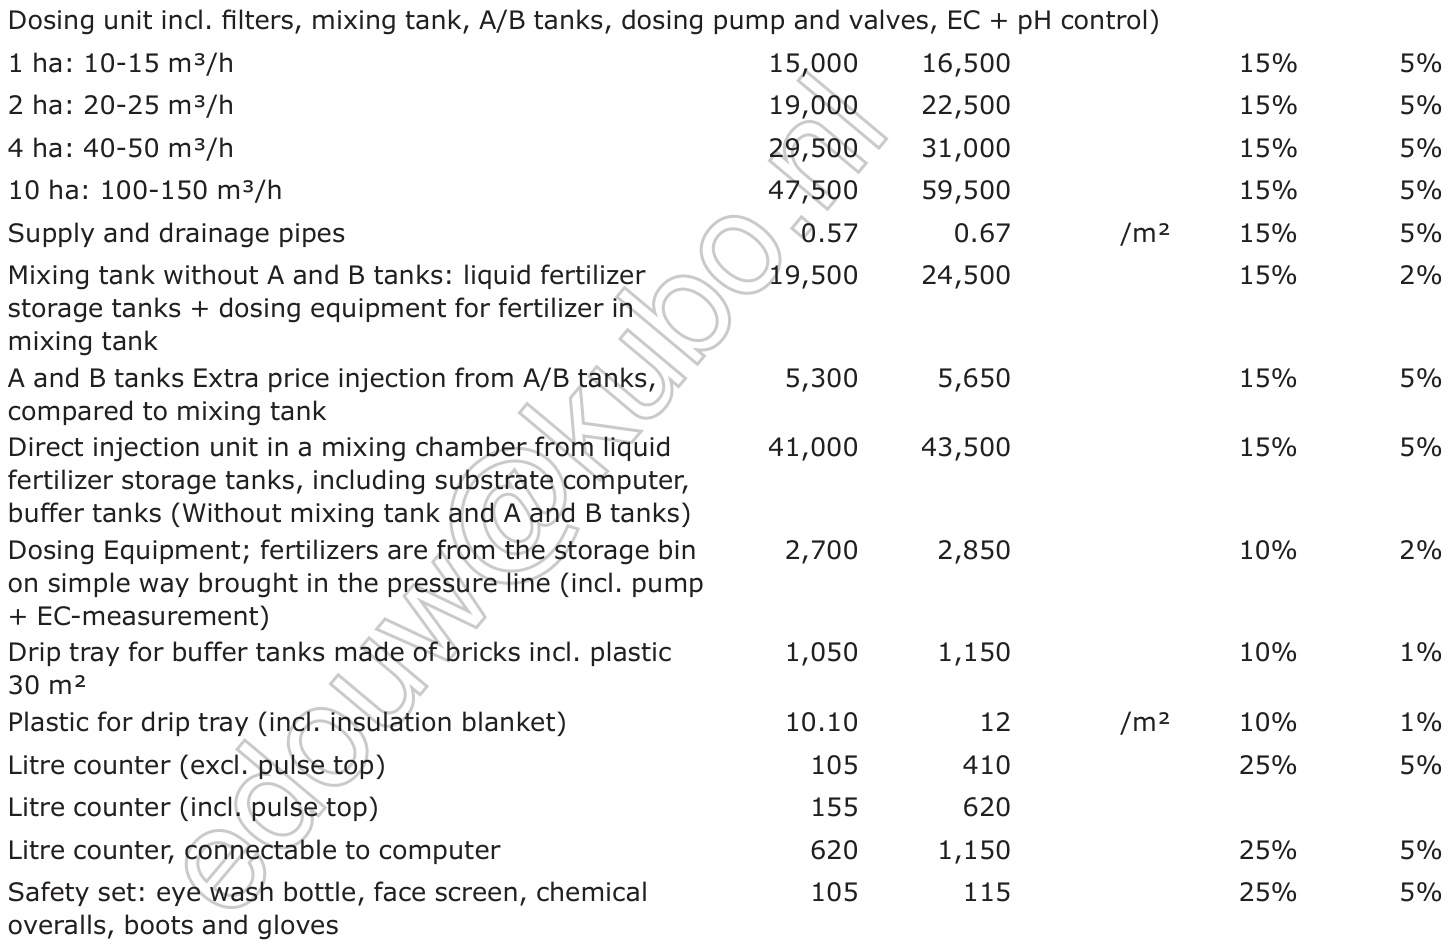 Dosing unit incl. filters, mixing tank, A/B tanks, dosing pump and valves, EC + pH control)
1 ha: 10-15 m³/h 15,000 16,500 15% 5%
2 ha: 20-25 m³/h 19,000 22,500 15% 5%
4 ha: 40-50 m³/h 29,500 31,000 15% 5%
10 ha: 100-150 m³/h 47,500 59,500 15% 5%
Supply and drainage pipes 0.57 0.67 /m² 15% 5%
Mixing tank without A and B tanks: liquid fertilizer 19,500 24,500 15% 2%
storage tanks + dosing equipment for fertilizer in
mixing tank
A and B tanks Extra price injection from A/B tanks, 5,300 5,650 15% 5%
compared to mixing tank
Direct injection unit in a mixing chamber from liquid 41,000 43,500 15% 5%
fertilizer storage tanks, including substrate computer,
buffer tanks (Without mixing tank and A and B tanks)
Dosing Equipment; fertilizers are from the storage bin 2,700 2,850 10% 2%
on simple way brought in the pressure line (incl. pump
+ EC-measurement)
Drip tray for buffer tanks made of bricks incl. plastic 1,050 1,150 10% 1%
30 m²
Plastic for drip tray (incl. insulation blanket) 10.10 12 /m² 10% 1%
Litre counter (excl. pulse top) 105 410 25% 5%
Litre counter (incl. pulse top) 155 620
Litre counter, connectable to computer 620 1,150 25% 5%
Safety set: eye wash bottle, face screen, chemical 105 115 25% 5%
overalls, boots and gloves
edouw@kubo.nl